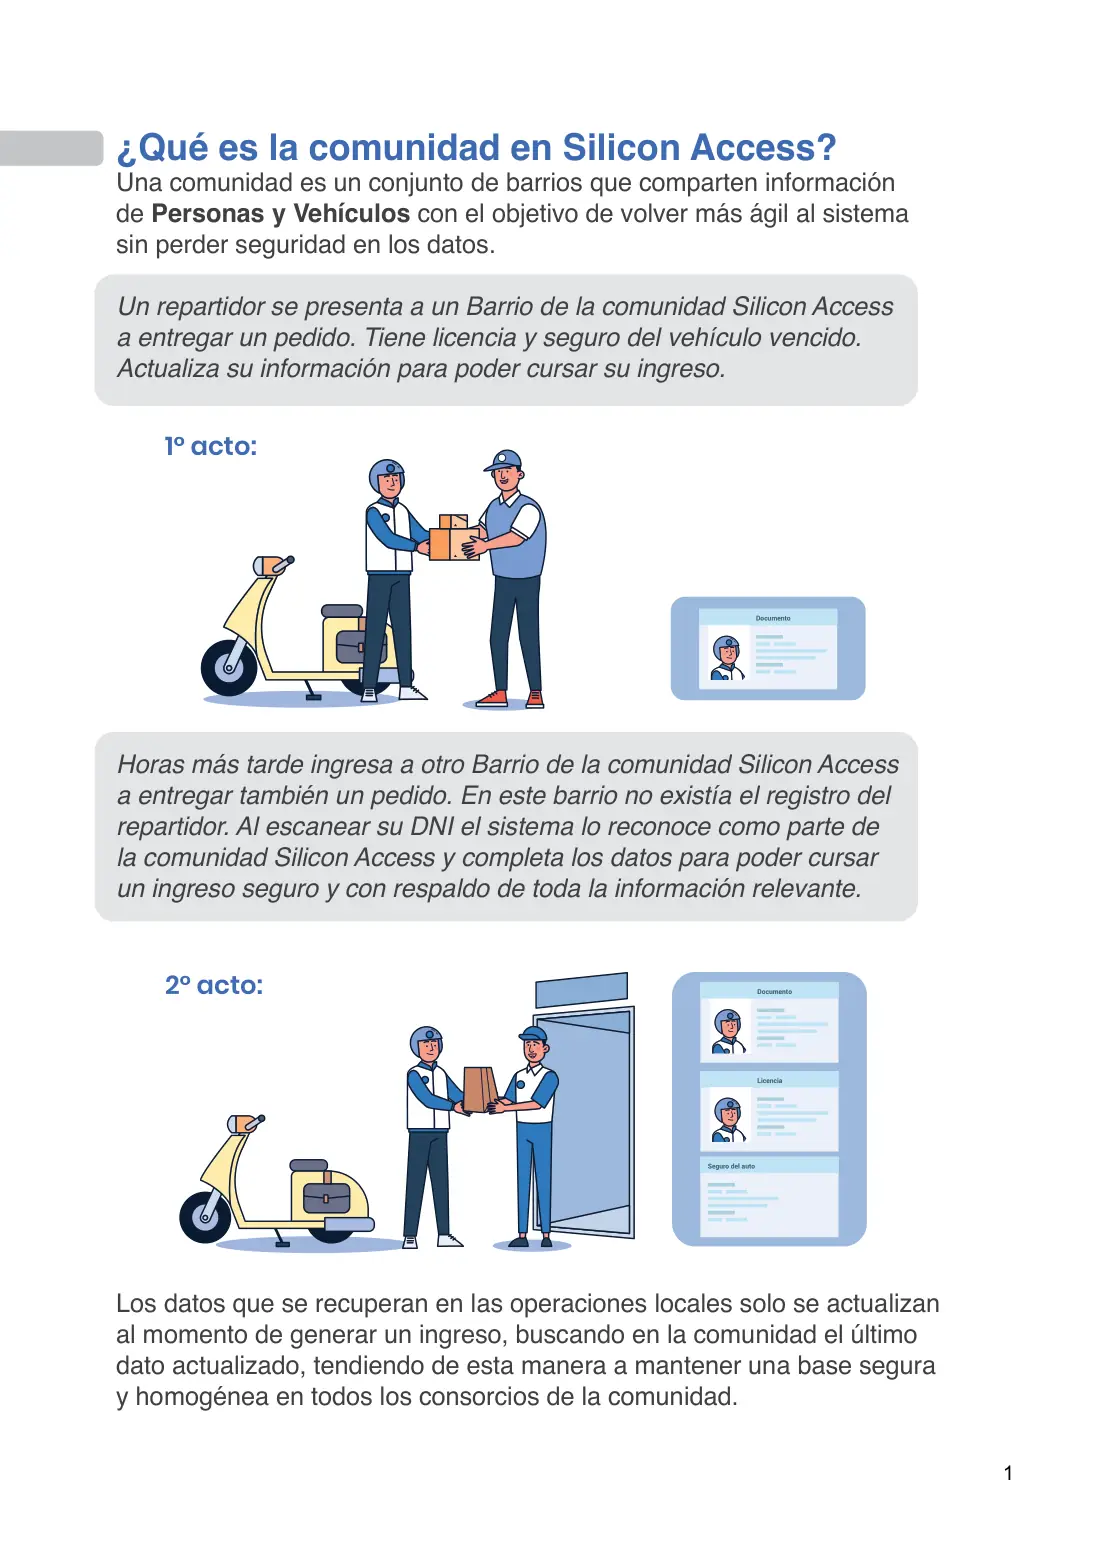 ¿Qué es la comunidad en Silicon Access?
Una comunidad es un conjunto de barrios que comparten información
de Personas y Vehículos con el objetivo de volver más ágil al sistema
sin perder seguridad en los datos.
Un repartidor se presenta a un Barrio de la comunidad Silicon Access
a entregar un pedido. Tiene licencia y seguro del vehículo vencido.
Actualiza su información para poder cursar su ingreso.
1º acto:
Documento
Horas más tarde ingresa a otro Barrio de la comunidad Silicon Access
a entregar también un pedido. En este barrio no existía el registro del
repartidor. Al escanear su DNI el sistema lo reconoce como parte de
la comunidad Silicon Access y completa los datos para poder cursar
un ingreso seguro y con respaldo de toda la información relevante.
2º acto:
Documento
Licencia
Seguro del auto
Los datos que se recuperan en las operaciones locales solo se actualizan
al momento de generar un ingreso, buscando en la comunidad el último
dato actualizado, tendiendo de esta manera a mantener una base segura
y homogénea en todos los consorcios de la comunidad.
1